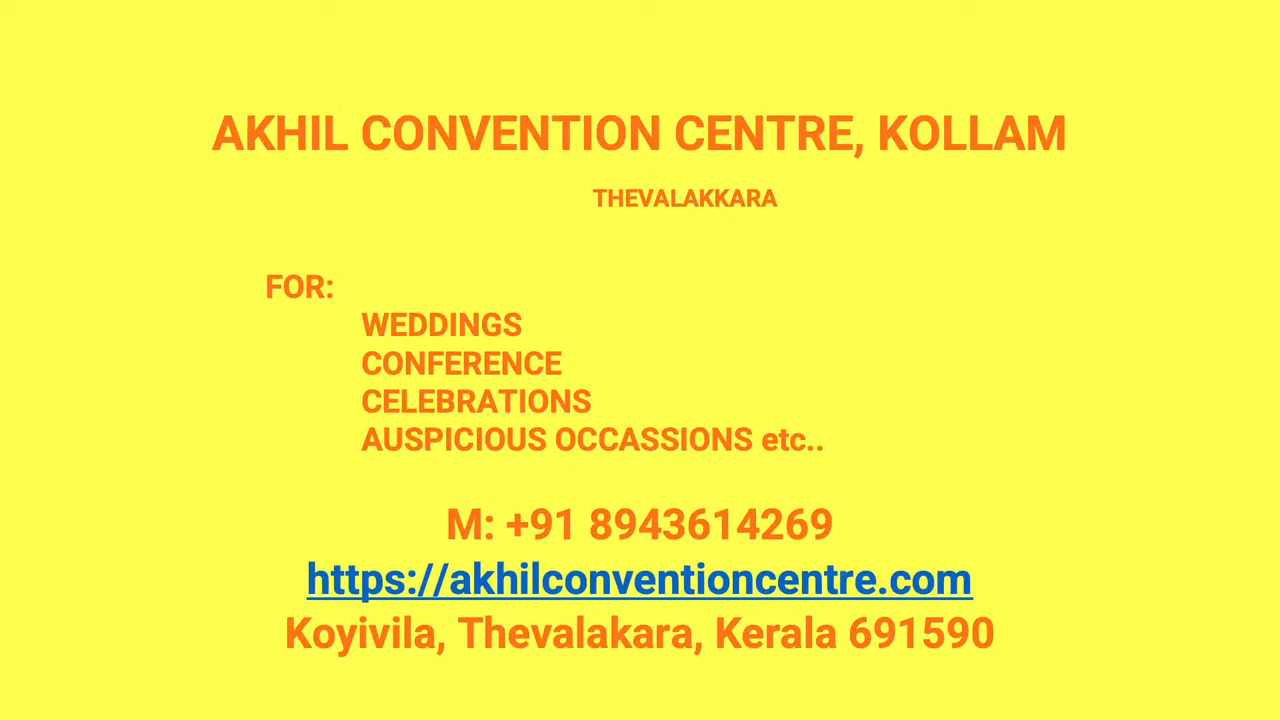 AKHIL CONVENTION CENTRE, KOLLAM
THEVALAKKARA
FOR:
WEDDINGS
CONFERENCE
CELEBRATIONS
AUSPICIOUS OCCASSIONS etc..
M: +91 8943614269
https://akhilconventioncentre.com
Koyivila, Thevalakara, Kerala 691590